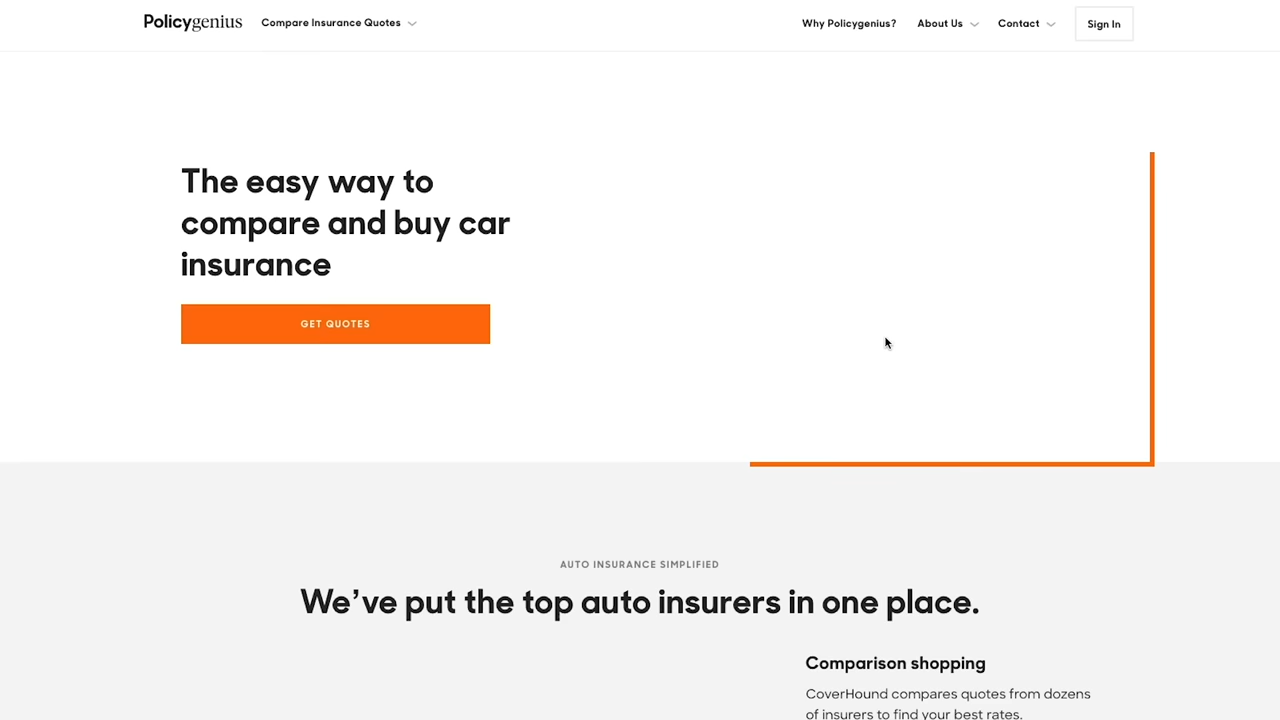 Policygenius
Compare Insurance Quotes
Why Policygenius?
About Us
Contact
Sign In
The easy way to
compare and buy car
insurance
GET QUOTES
AUTO INSURANCE SIMPLIFIED
We’ve put the top auto insurers in one place.
Comparison shopping
CoverHound compares quotes from dozens
of insurers to find your best rates.